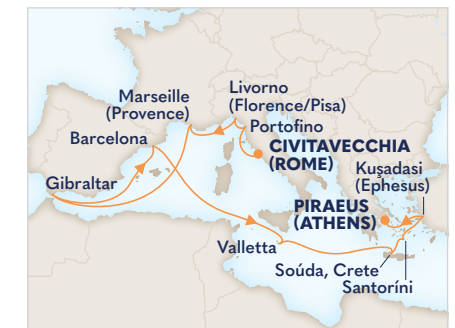 Livorno
(Florence/Pisa)
Marseille
(Provence)
Portofino
Barcelona
CIVITAVECCHIA
(ROME)
Kuşadasi
(Ephesus)
Gibraltar
PIRAEUS
(ATHENS)
Valletta
Soúda, Crete
Santoríni